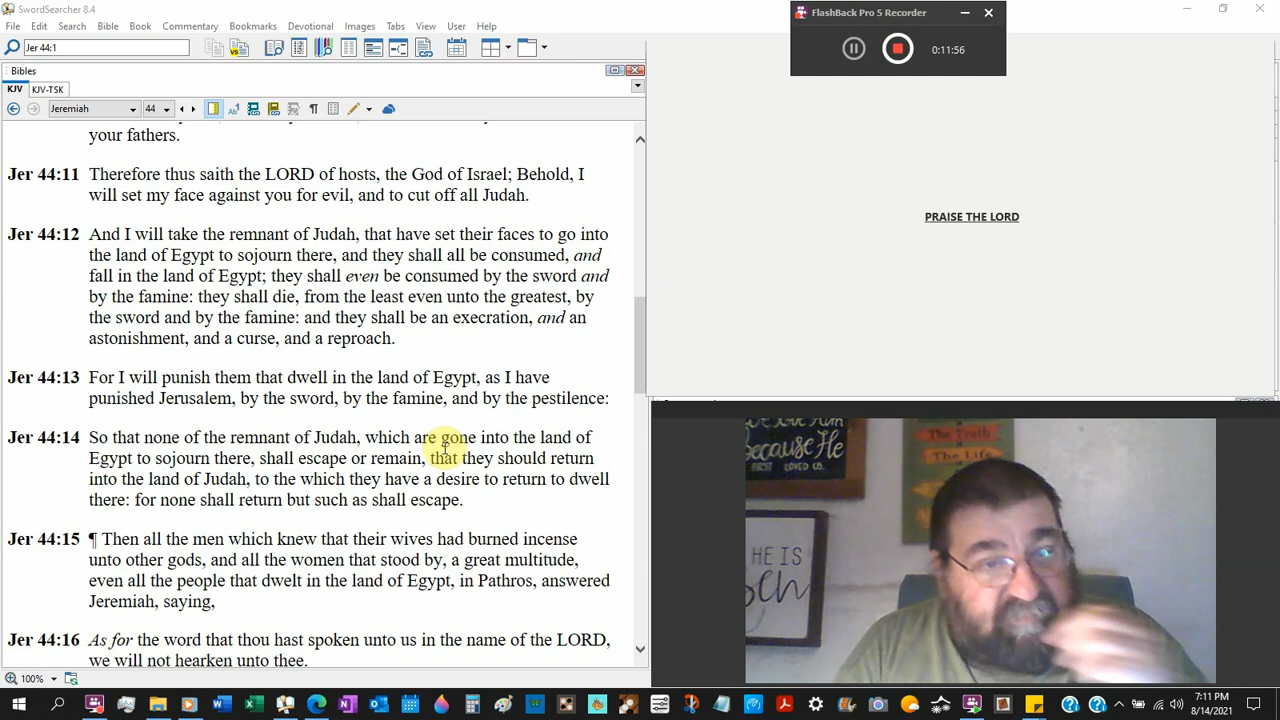 SwordSearcher 8.4
File Edit Search Bible Book Commentary Devotional Images Tabs View User Help
Jer 44:1
Bibles
KJV KJV-TSK
Jeremiah 44
your fathers.
Jer 44:11 Therefore thus saith the LORD of hosts, the God of Israel; Behold, I
will set my face against you for evil, and to cut off all Judah.
Jer 44:12 And I will take the remnant of Judah, that have set their faces to go into
the land of Egypt to sojourn there, and they shall all be consumed, and
fall in the land of Egypt; they shall even be consumed by the sword and
by the famine: they shall die, from the least even unto the greatest, by
the sword and by the famine: and they shall be an execration, and an
astonishment, and a curse, and a reproach.
Jer 44:13 For I will punish them that dwell in the land of Egypt, as I have
punished Jerusalem, by the sword, by the famine, and by the pestilence:
Jer 44:14 So that none of the remnant of Judah, which are gone into the land of
Egypt to sojourn there, shall escape or remain, that they should return
into the land of Judah, to the which they have a desire to return to dwell
there: for none shall return but such as shall escape.
Jer 44:15 ¶ Then all the men which knew that their wives had burned incense
unto other gods, and all the women that stood by, a great multitude,
even all the people that dwelt in the land of Egypt, in Pathros, answered
Jeremiah, saying,
Jer 44:16 As for the word that thou hast spoken unto us in the name of the LORD,
we will not hearken unto thee.
100%
FlashBack Pro 5 Recorder
0:11:56
PRAISE THE LORD
love Him
because He
FIRST LOVED US.
The Truth
The Life
HE IS
7:11 PM
8/14/2021